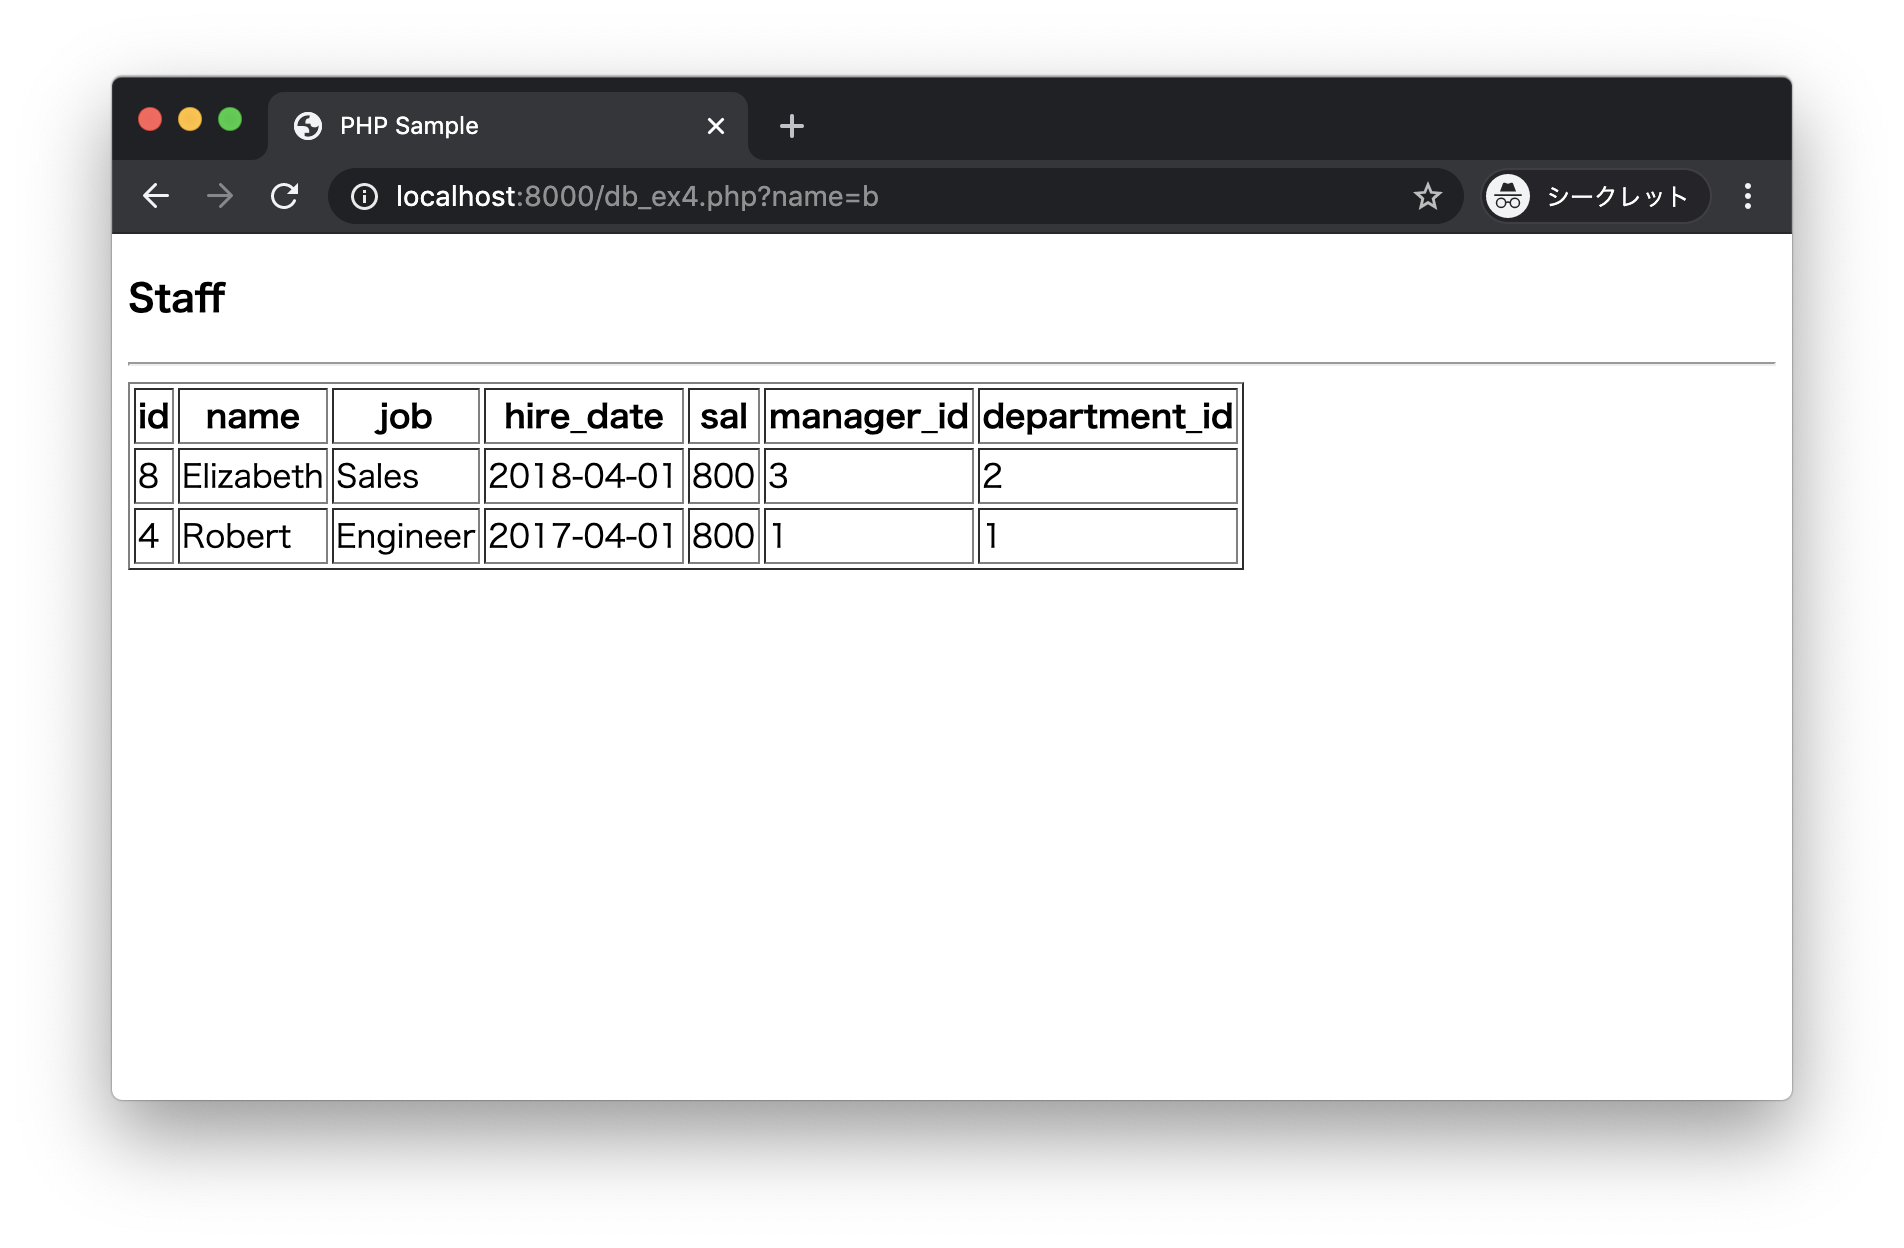 PHP Sample
localhost:8000/db_ex4.php?name=b シークレット
Staff
id name job hire_date sal manager_id department_id
8 Elizabeth Sales 2018-04-01 800 3 2
4 Robert Engineer 2017-04-01 800 1 1